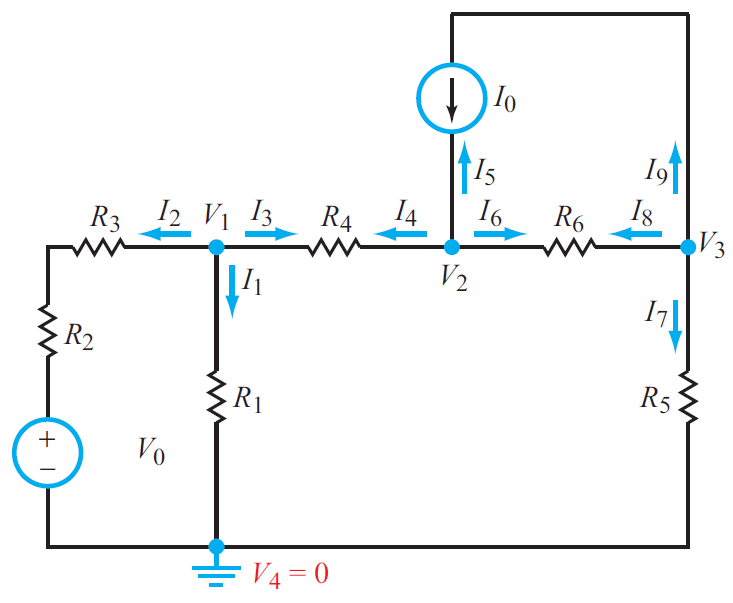 I0
I5
I9
R3
I2
V1
I3
R4
I4
I6
R6
I8
V3
V2
I1
I7
R2
R1
R5
+
−
V0
V4 = 0